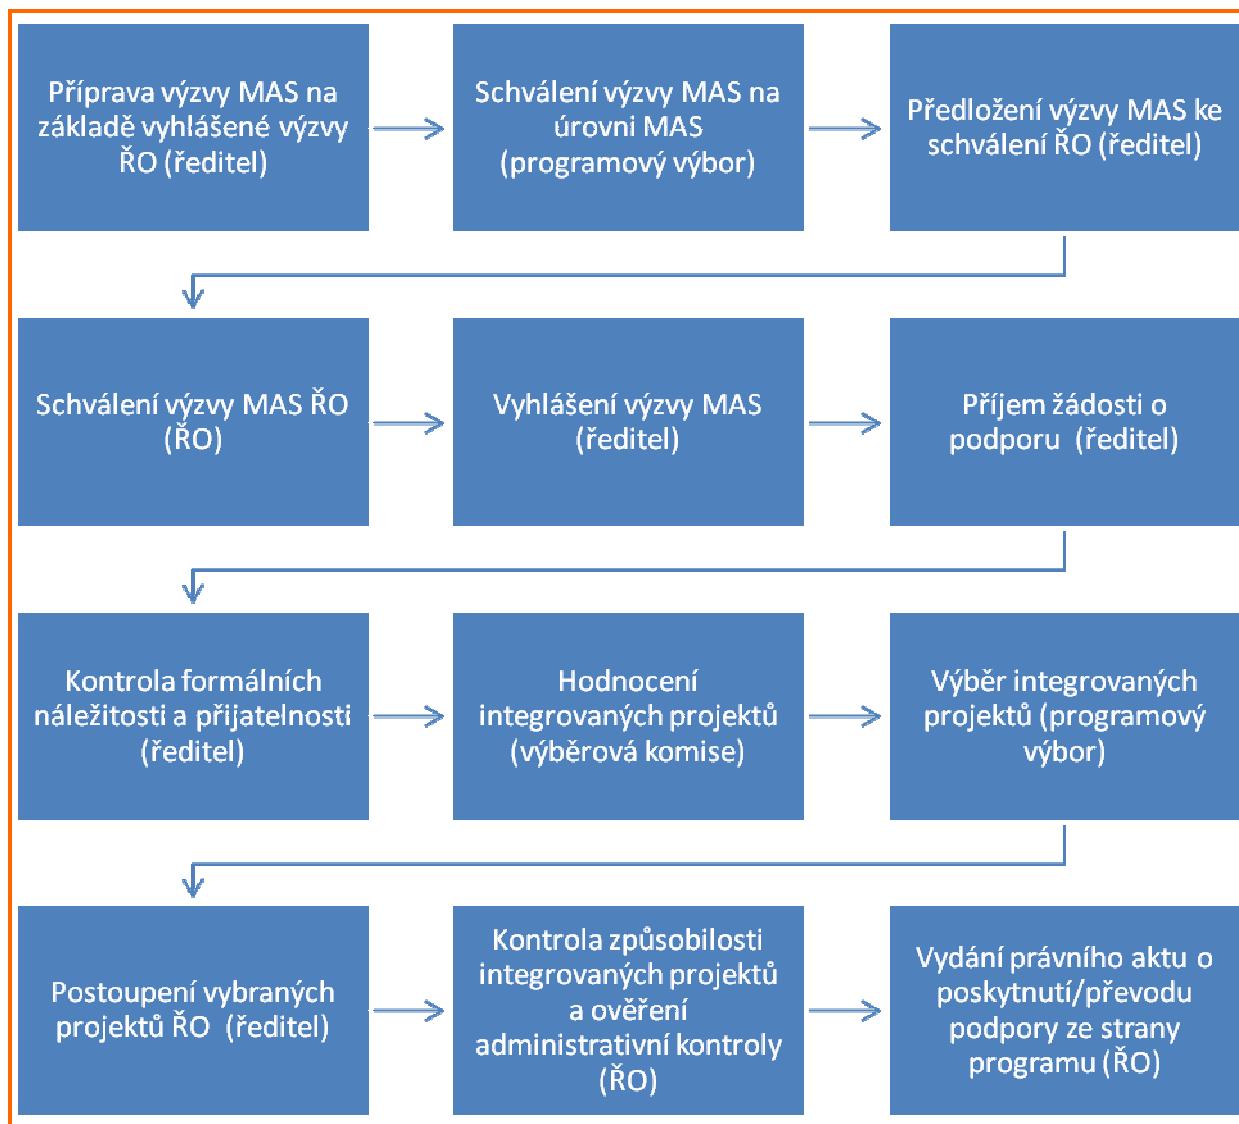 Příprava výzvy MAS na
základě vyhlášené výzvy
ŘO (ředitel)
Schválení výzvy MAS na
úrovni MAS
(programový výbor)
Předložení výzvy MAS ke
schválení ŘO (ředitel)
Schválení výzvy MAS ŘO
(ŘO)
Vyhlášení výzvy MAS
(ředitel)
Příjem žádosti o
podporu (ředitel)
Kontrola formálních
náležitosti a přijatelnosti
(ředitel)
Hodnocení
integrovaných projektů
(výběrová komise)
Výběr integrovaných
projektů (programový
výbor)
Postoupení vybraných
projektů ŘO (ředitel)
Kontrola způsobilosti
integrovaných projektů
a ověření
administrativní kontroly
(ŘO)
Vydání právního aktu o
poskytnutí/převodu
podpory ze strany
programu (ŘO)